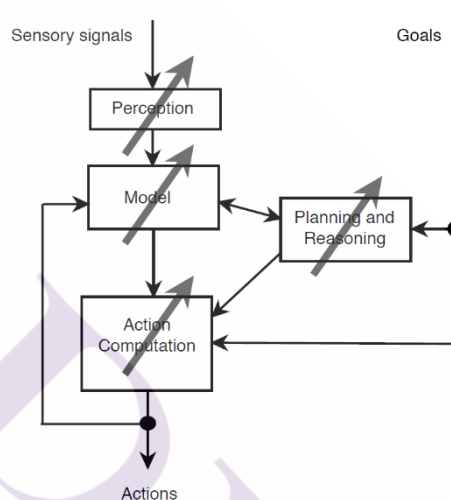 Sensory signals
Goals
Perception
Model
Planning and
Reasoning
Action
Computation
Actions